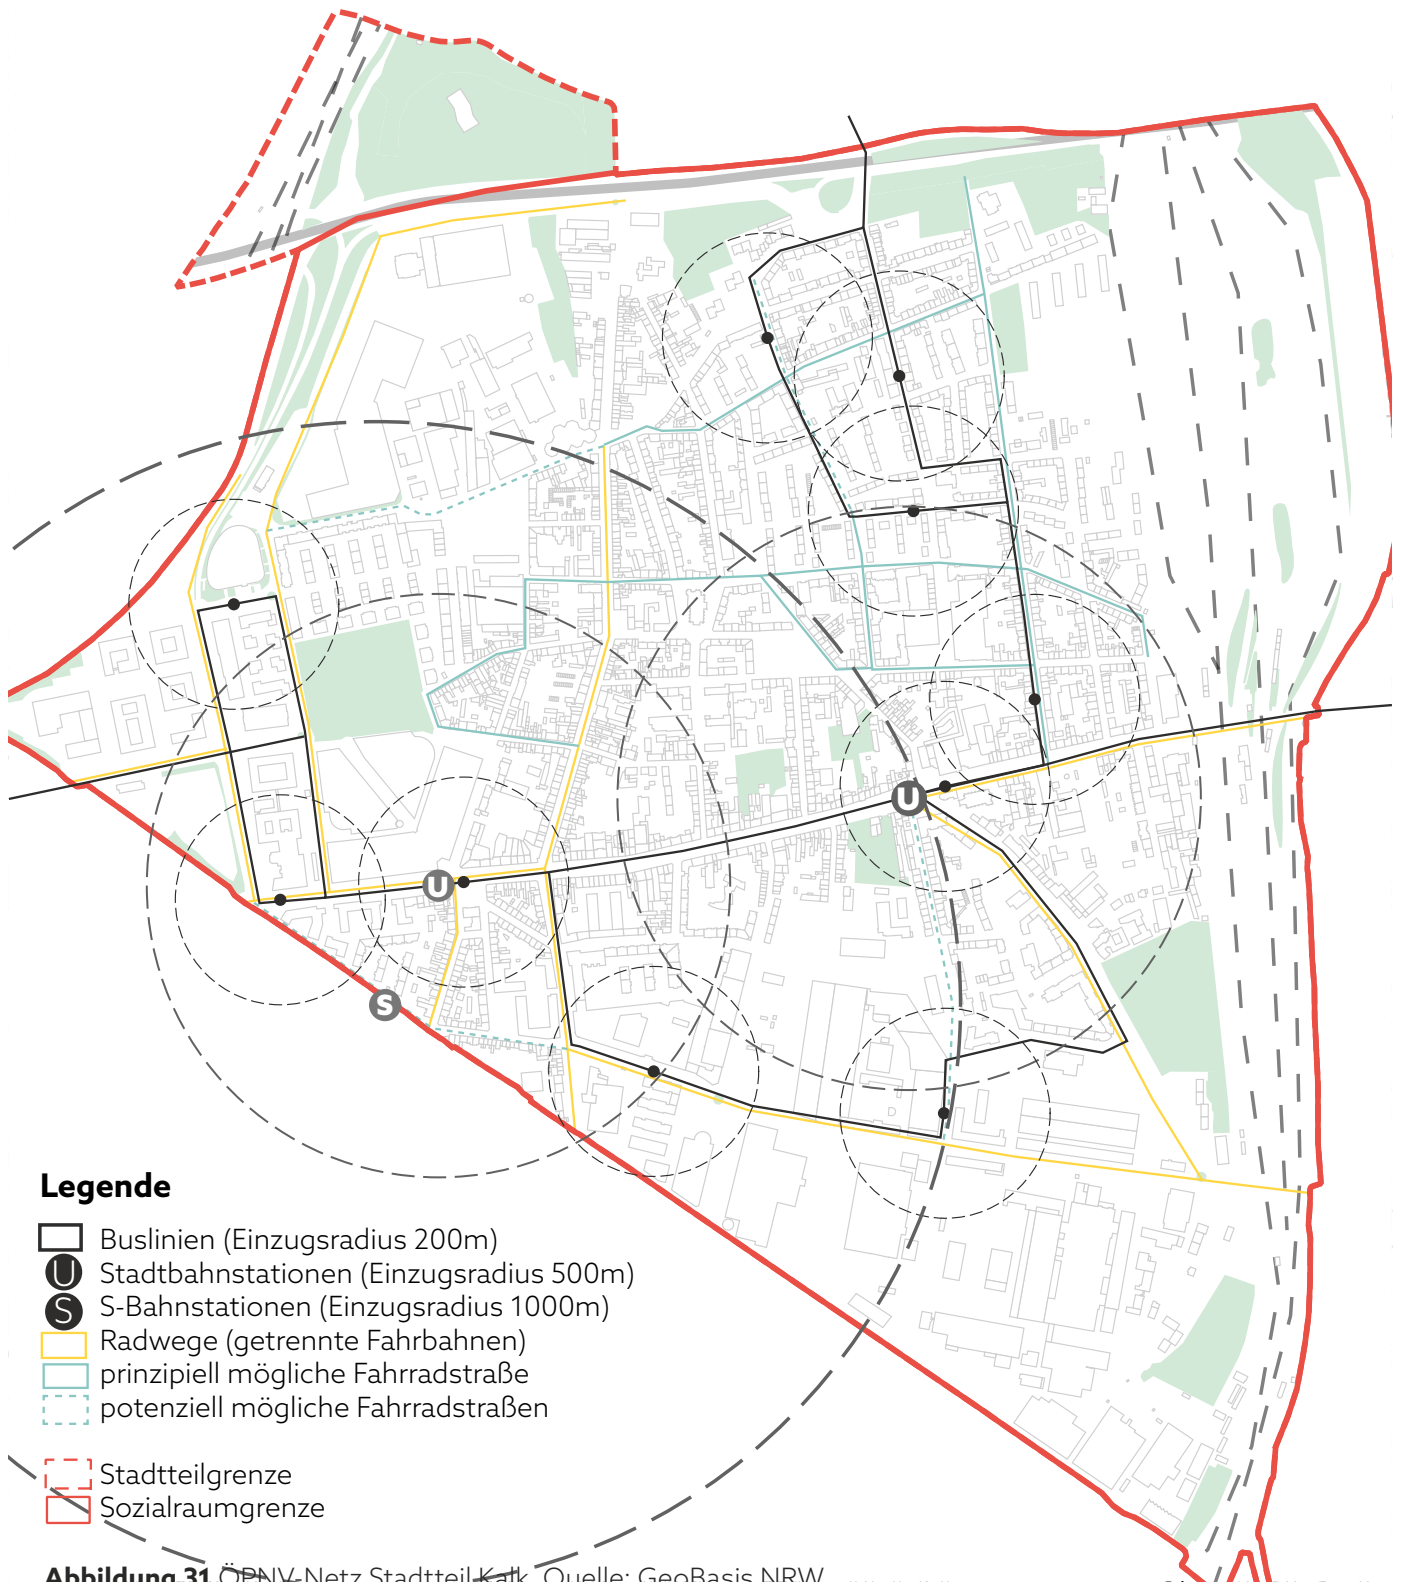 U
U
S
Legende
Buslinien (Einzugsradius 200m)
U Stadtbahnstationen (Einzugsradius 500m)
S S-Bahnstationen (Einzugsradius 1000m)
Radwege (getrennte Fahrbahnen)
prinzipiell mögliche Fahrradstraße
potenziell mögliche Fahrradstraßen
Stadtteilgrenze
Sozialraumgrenze
Abbildung 31 ÖPNV-Netz Stadtteil Kalk, Quelle: GeoBasis NRW